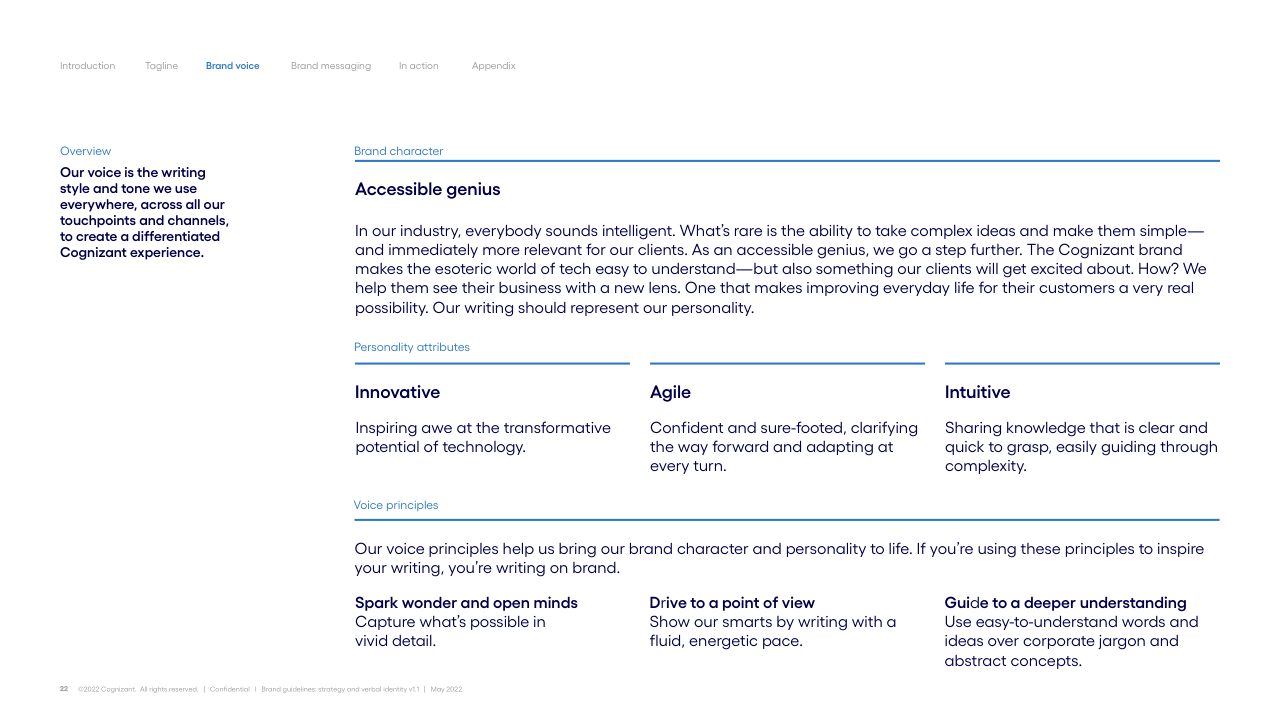 Introduction Tagline Brand voice Brand messaging In action Appendix
Overview
Our voice is the writing
style and tone we use
everywhere, across all our
touchpoints and channels,
to create a differentiated
Cognizant experience.
Brand character
Accessible genius
In our industry, everybody sounds intelligent. What’s rare is the ability to take complex ideas and make them simple—
and immediately more relevant for our clients. As an accessible genius, we go a step further. The Cognizant brand
makes the esoteric world of tech easy to understand—but also something our clients will get excited about. How? We
help them see their business with a new lens. One that makes improving everyday life for their customers a very real
possibility. Our writing should represent our personality.
Personality attributes
Innovative
Inspiring awe at the transformative
potential of technology.
Agile
Confident and sure-footed, clarifying
the way forward and adapting at
every turn.
Intuitive
Sharing knowledge that is clear and
quick to grasp, easily guiding through
complexity.
Voice principles
Our voice principles help us bring our brand character and personality to life. If you’re using these principles to inspire
your writing, you’re writing on brand.
Spark wonder and open minds
Capture what’s possible in
vivid detail.
Drive to a point of view
Show our smarts by writing with a
fluid, energetic pace.
Guide to a deeper understanding
Use easy-to-understand words and
ideas over corporate jargon and
abstract concepts.
22 ©2022 Cognizant. All rights reserved. | Confidential | Brand guidelines: strategy and verbal identity v1.1 | May 2022